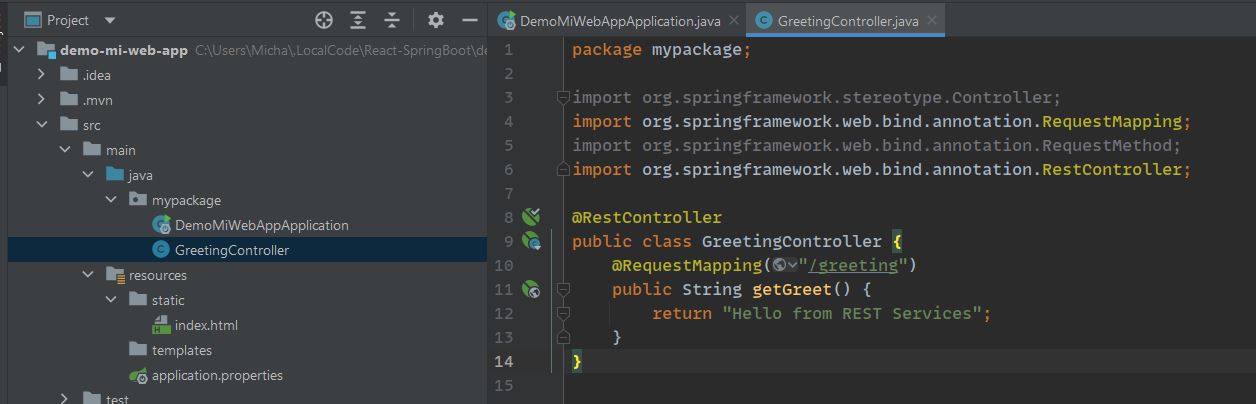 Project
demo-mi-web-app C:\Users\Micha\.LocalCode\React-SpringBoot\de
.idea
.mvn
src
main
java
mypackage
DemoMiWebAppApplication
GreetingController
resources
static
index.html
templates
application.properties
test
DemoMiWebAppApplication.java GreetingController.java
1 package mypackage;
2
3 import org.springframework.stereotype.Controller;
4 import org.springframework.web.bind.annotation.RequestMapping;
5 import org.springframework.web.bind.annotation.RequestMethod;
6 import org.springframework.web.bind.annotation.RestController;
7
8 @RestController
9 public class GreetingController {
10 @RequestMapping("/greeting")
11 public String getGreet() {
12 return "Hello from REST Services";
13 }
14 }
15